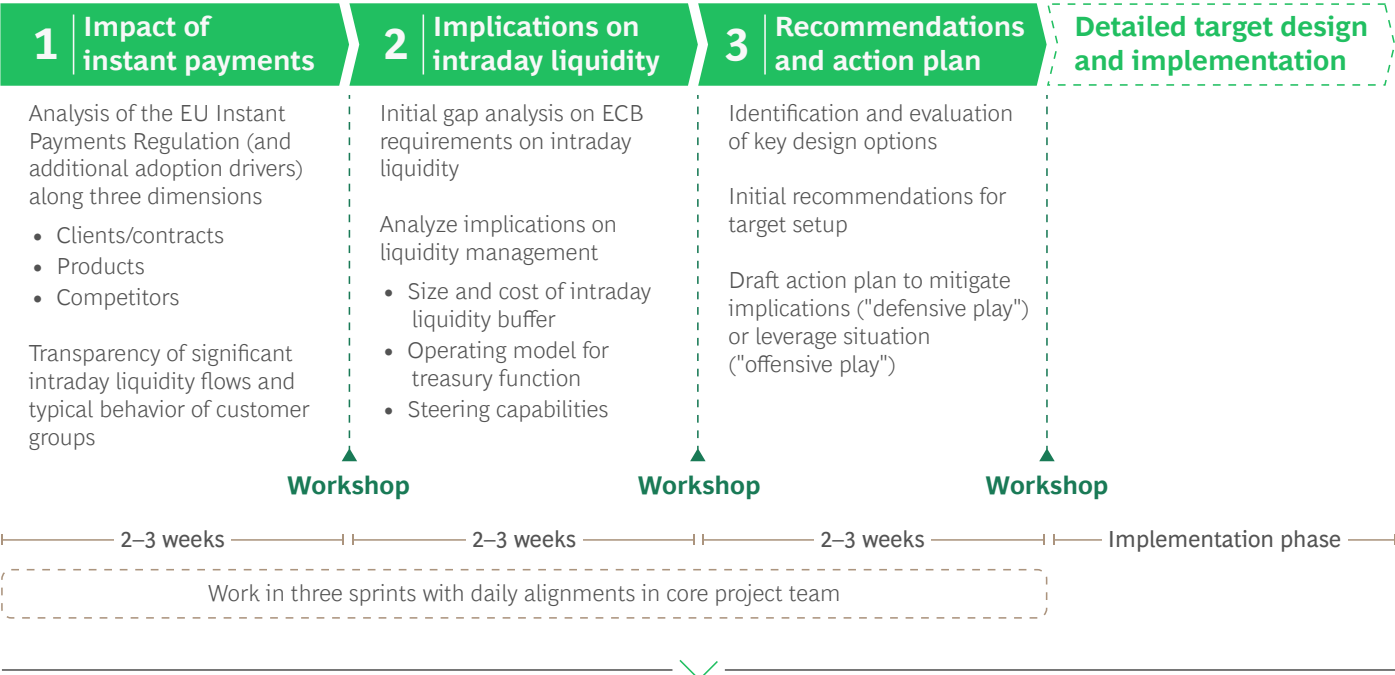 1
Impact of
instant payments
2
Implications on
intraday liquidity
3
Recommendations
and action plan
Detailed target design
and implementation
Analysis of the EU Instant
Payments Regulation (and
additional adoption drivers)
along three dimensions
• Clients/contracts
• Products
• Competitors
Transparency of significant
intraday liquidity flows and
typical behavior of customer
groups
Initial gap analysis on ECB
requirements on intraday
liquidity
Analyze implications on
liquidity management
• Size and cost of intraday
liquidity buffer
• Operating model for
treasury function
• Steering capabilities
Identification and evaluation
of key design options
Initial recommendations for
target setup
Draft action plan to mitigate
implications ("defensive play")
or leverage situation
("offensive play")
Workshop
Workshop
Workshop
2–3 weeks
2–3 weeks
2–3 weeks
Implementation phase
Work in three sprints with daily alignments in core project team